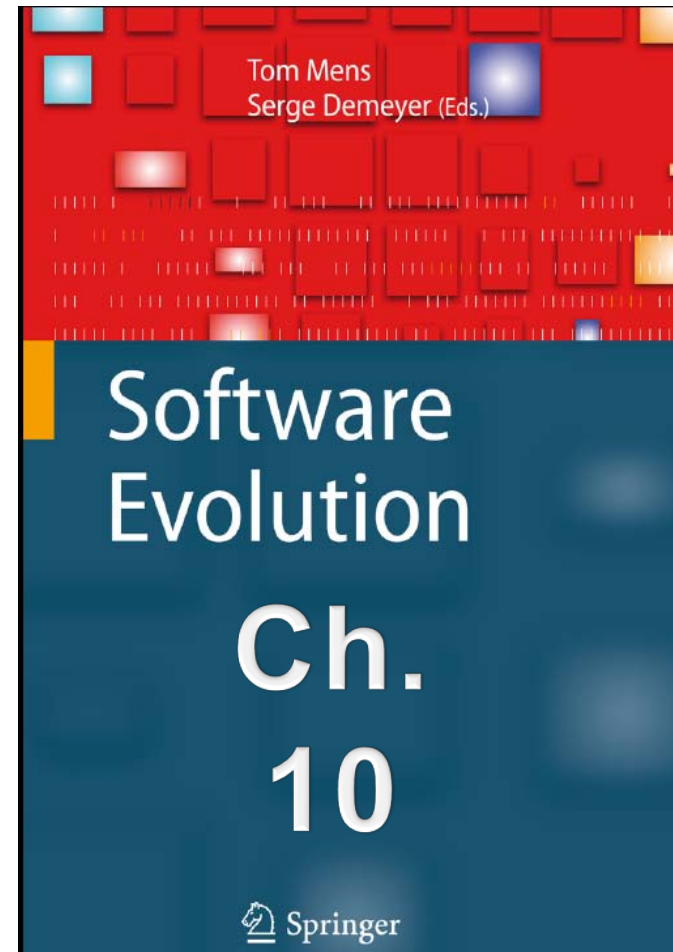 Tom Mens
Serge Demeyer (Eds.)
Software
Evolution
Ch.
10
Springer